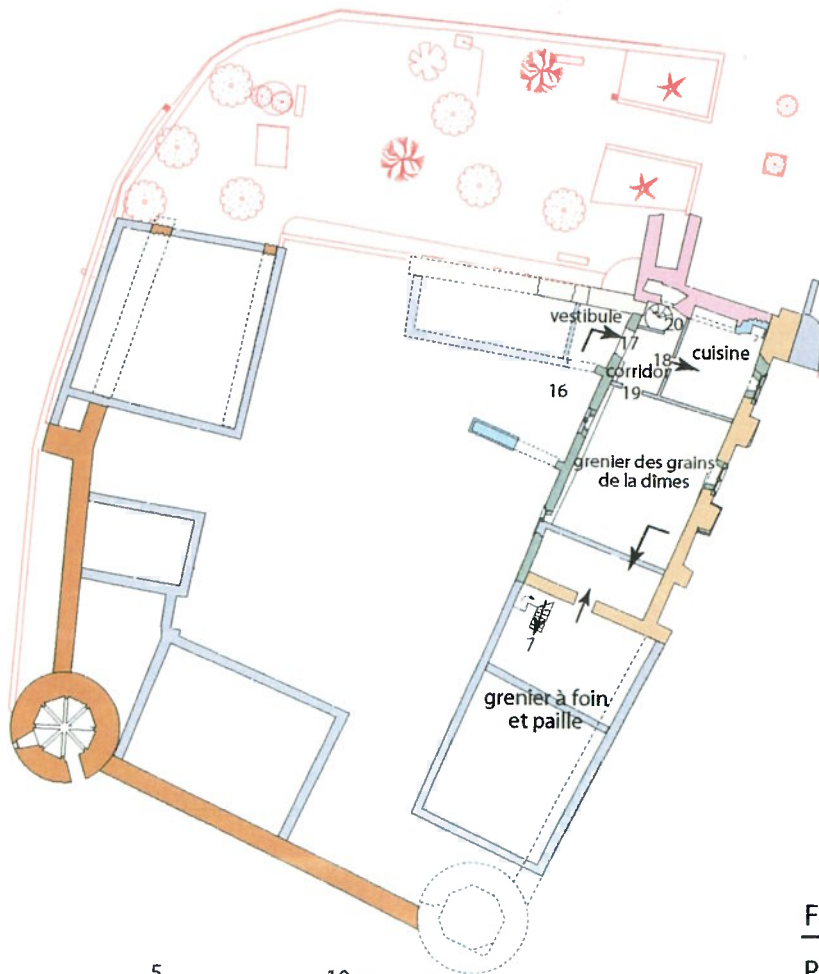 vestibule
20
17
cuisine
18
corridor
16
19
grenier des grains
de la dîmes
7
grenier à foin
et paille
F
5
10